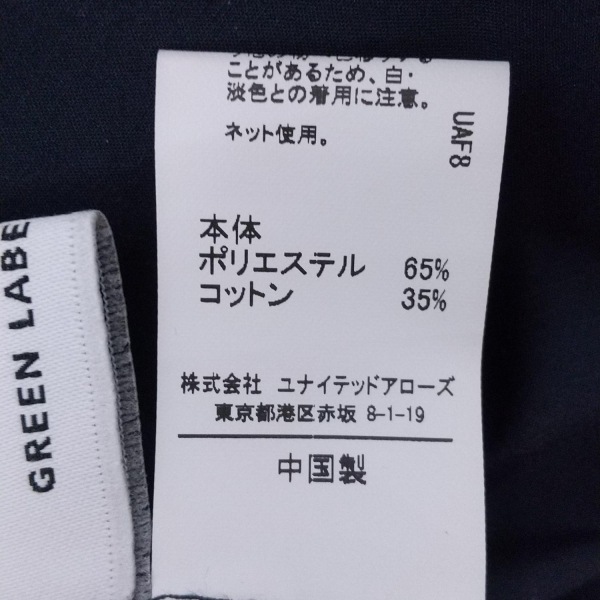 ことがあるため、白・
淡色との着用に注意。
ネット使用。
UAF8
本体
ポリエステル 65%
コットン 35%
株式会社 ユナイテッドアローズ
東京都港区赤坂 8-1-19
中国製
GREEN LABE